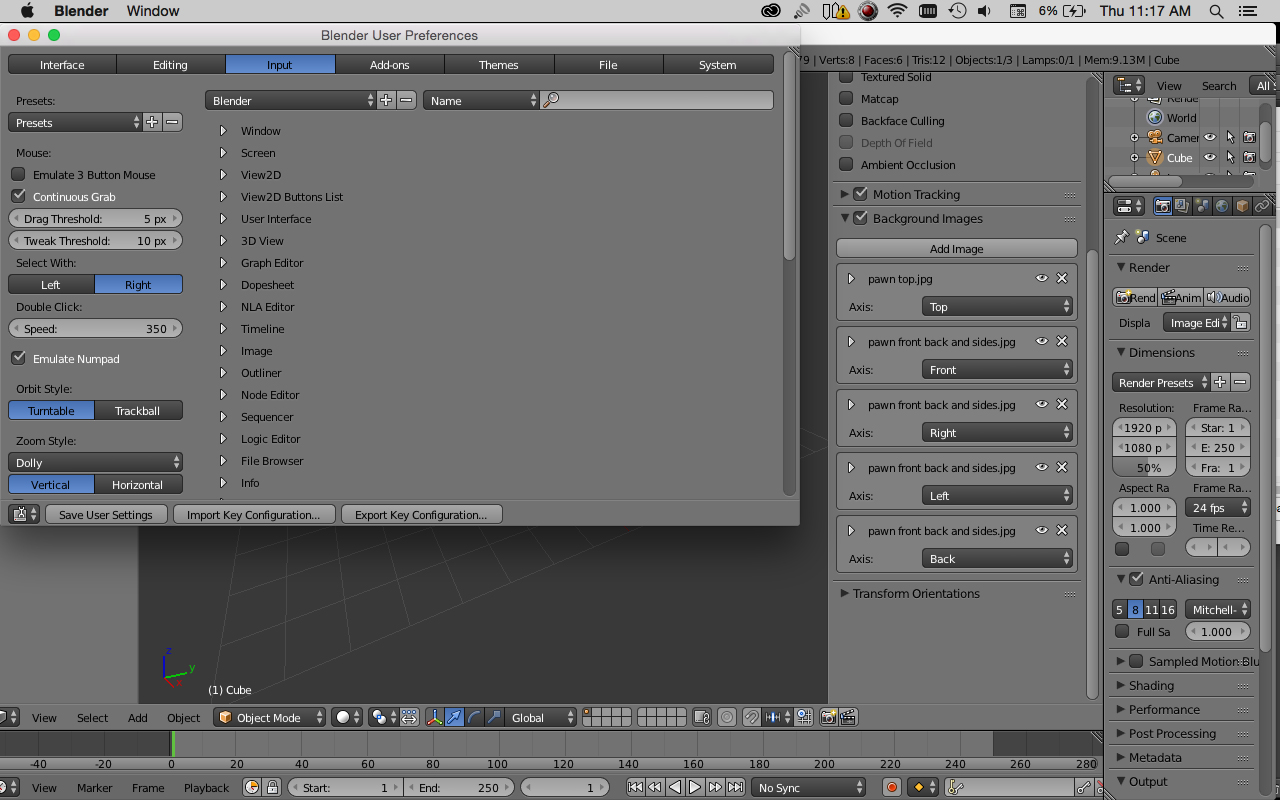 Blender Window 6% Thu 11:17 AM
Blender User Preferences
Interface Editing Input Add-ons Themes File System
Presets:
Presets
Mouse:
Emulate 3 Button Mouse
Continuous Grab
Drag Threshold: 5 px
Tweak Threshold: 10 px
Select With:
Left Right
Double Click:
Speed: 350
Emulate Numpad
Orbit Style:
Turntable Trackball
Zoom Style:
Dolly
Vertical Horizontal
Blender Name
Window
Screen
View2D
View2D Buttons List
User Interface
3D View
Graph Editor
Dopesheet
NLA Editor
Timeline
Image
Outliner
Node Editor
Sequencer
Logic Editor
File Browser
Info
Save User Settings Import Key Configuration... Export Key Configuration...
9 | Verts:8 | Faces:6 | Tris:12 | Objects:1/3 | Lamps:0/1 | Mem:9.13M | Cube
Textured Solid
Matcap
Backface Culling
Depth Of Field
Ambient Occlusion
Motion Tracking
Background Images
Add Image
pawn top.jpg
Axis: Top
pawn front back and sides.jpg
Axis: Front
pawn front back and sides.jpg
Axis: Right
pawn front back and sides.jpg
Axis: Left
pawn front back and sides.jpg
Axis: Back
Transform Orientations
View Search All S
Rende
World
Camer
Cube
Scene
Render
Rend Anim Audio
Displa Image Edi
Dimensions
Render Presets
Resolution: Frame Ra...
1920 p Star: 1
1080 p E: 250
50% Fra: 1
Aspect Ra Frame Ra...
1.000 24 fps
1.000 Time Re...
Anti-Aliasing
5 8 11 16 Mitchell-
Full Sa 1.000
Sampled Motion Blu
Shading
Performance
Post Processing
Metadata
Output
z
y
x
(1) Cube
View Select Add Object Object Mode Global
-40 -20 0 20 40 60 80 100 120 140 160 180 200 220 240 260 280
View Marker Frame Playback Start: 1 End: 250 1 No Sync